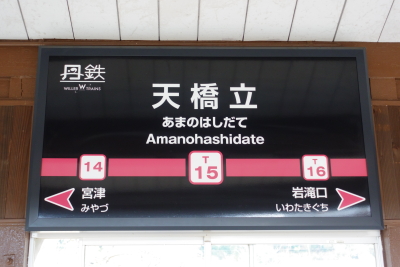 丹鉄
WILLER TRAINS
天橋立
あまのはしだて
Amanohashidate
14
T
15
T
16
宮津
みやづ
岩滝口
いわたきぐち